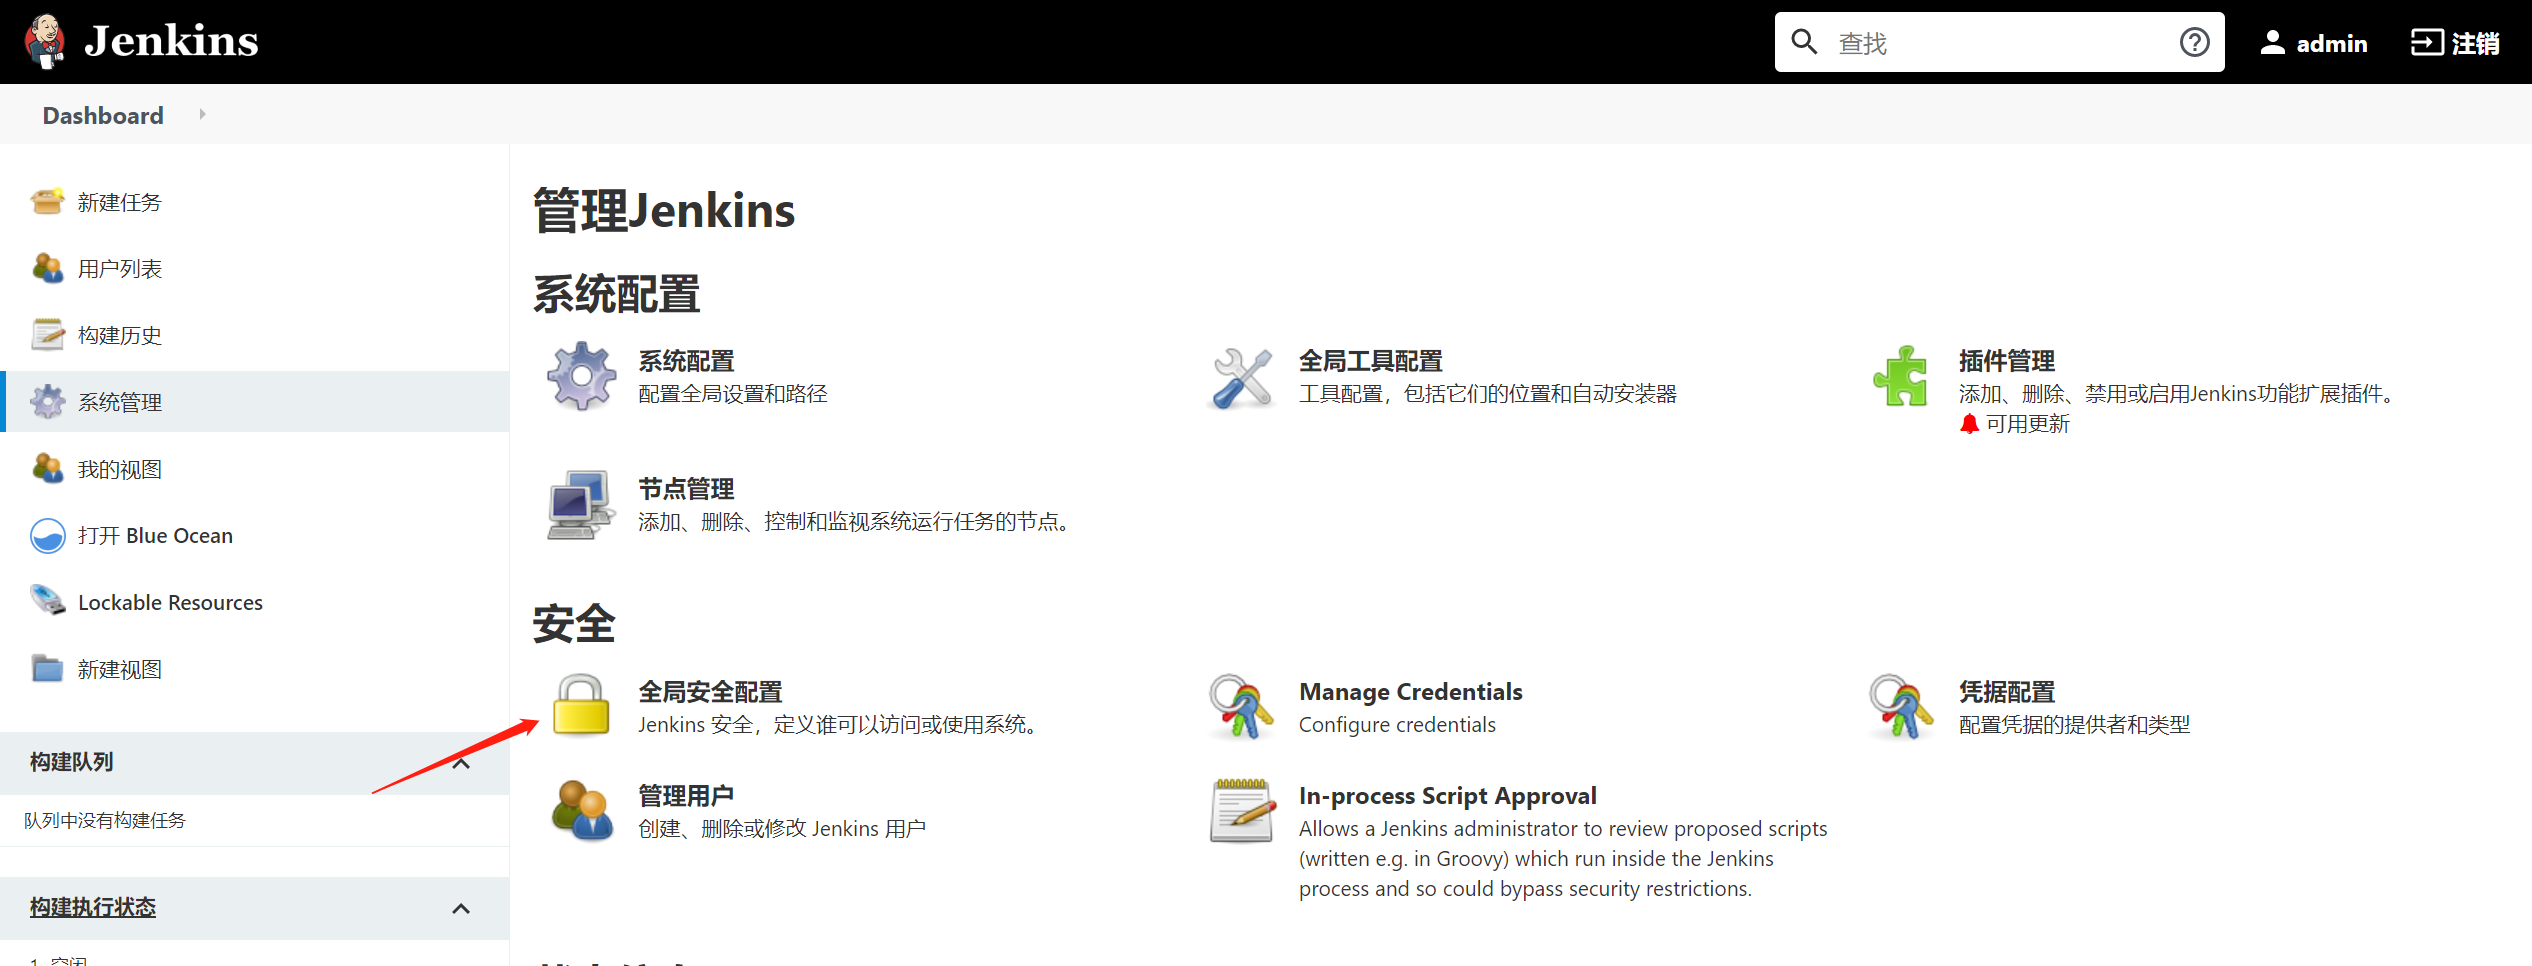 Jenkins
查找
admin
注销
Dashboard
新建任务
用户列表
构建历史
系统管理
我的视图
打开 Blue Ocean
Lockable Resources
新建视图
构建队列
队列中没有构建任务
构建执行状态
1 空闲
管理Jenkins
系统配置
系统配置
配置全局设置和路径
全局工具配置
工具配置，包括它们的位置和自动安装器
插件管理
添加、删除、禁用或启用Jenkins功能扩展插件。
可用更新
节点管理
添加、删除、控制和监视系统运行任务的节点。
安全
全局安全配置
Jenkins 安全，定义谁可以访问或使用系统。
Manage Credentials
Configure credentials
凭据配置
配置凭据的提供者和类型
管理用户
创建、删除或修改 Jenkins 用户
In-process Script Approval
Allows a Jenkins administrator to review proposed scripts
(written e.g. in Groovy) which run inside the Jenkins
process and so could bypass security restrictions.